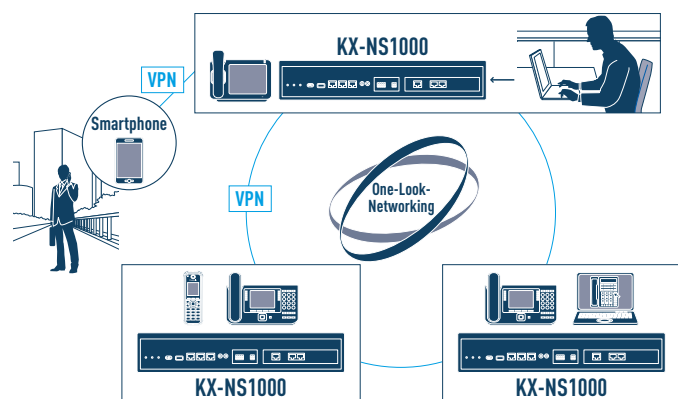 KX-NS1000
VPN
Smartphone
One-Look-
Networking
VPN
KX-NS1000
KX-NS1000